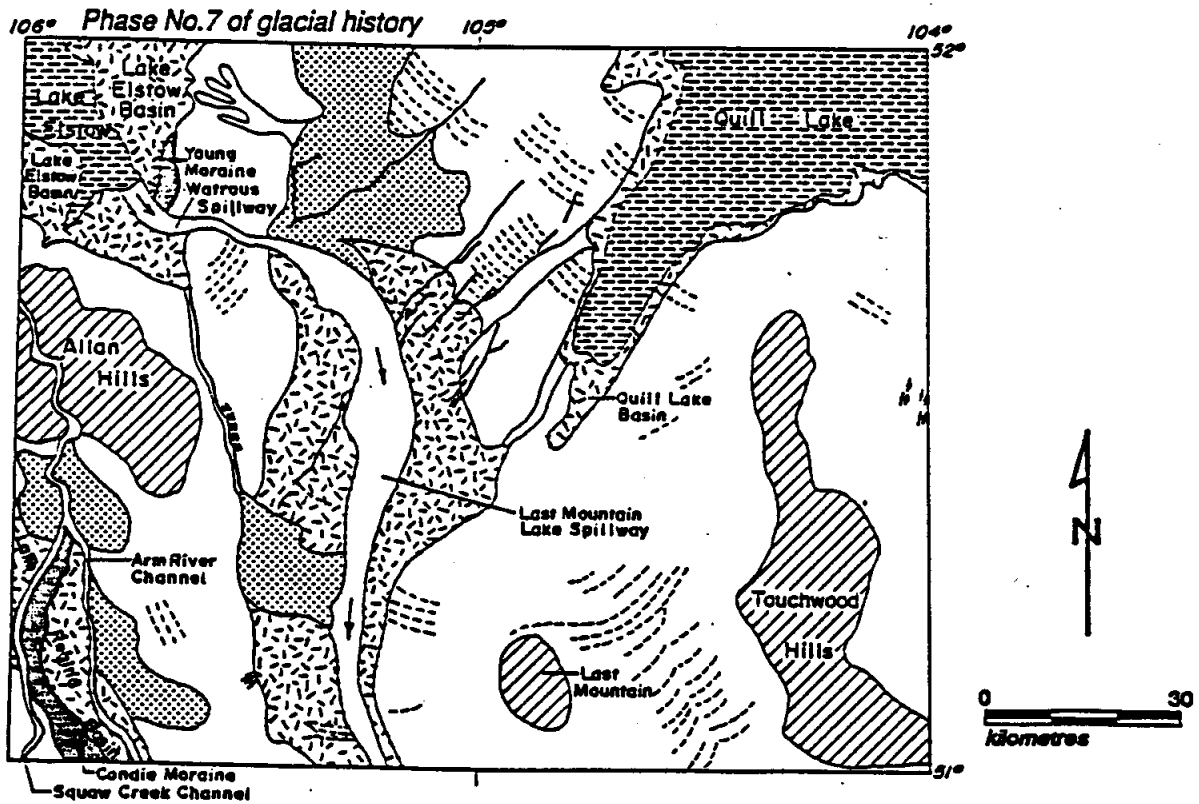 Phase No.7 of glacial history
106° 105° 104°
52°
Lake
Elstow
Basin
Lake
Elstow
Quill Lake
Lake
Elstow
Basin
Young
Moraine
Watrous
Spillway
Allan
Hills
Quill Lake
Basin
Last Mountain
Lake Spillway
N
Arm River
Channel
Touchwood
Hills
Regina
Basin
Last
Mountain
0 30
kilometres
51°
Condie Moraine
Squaw Creek Channel